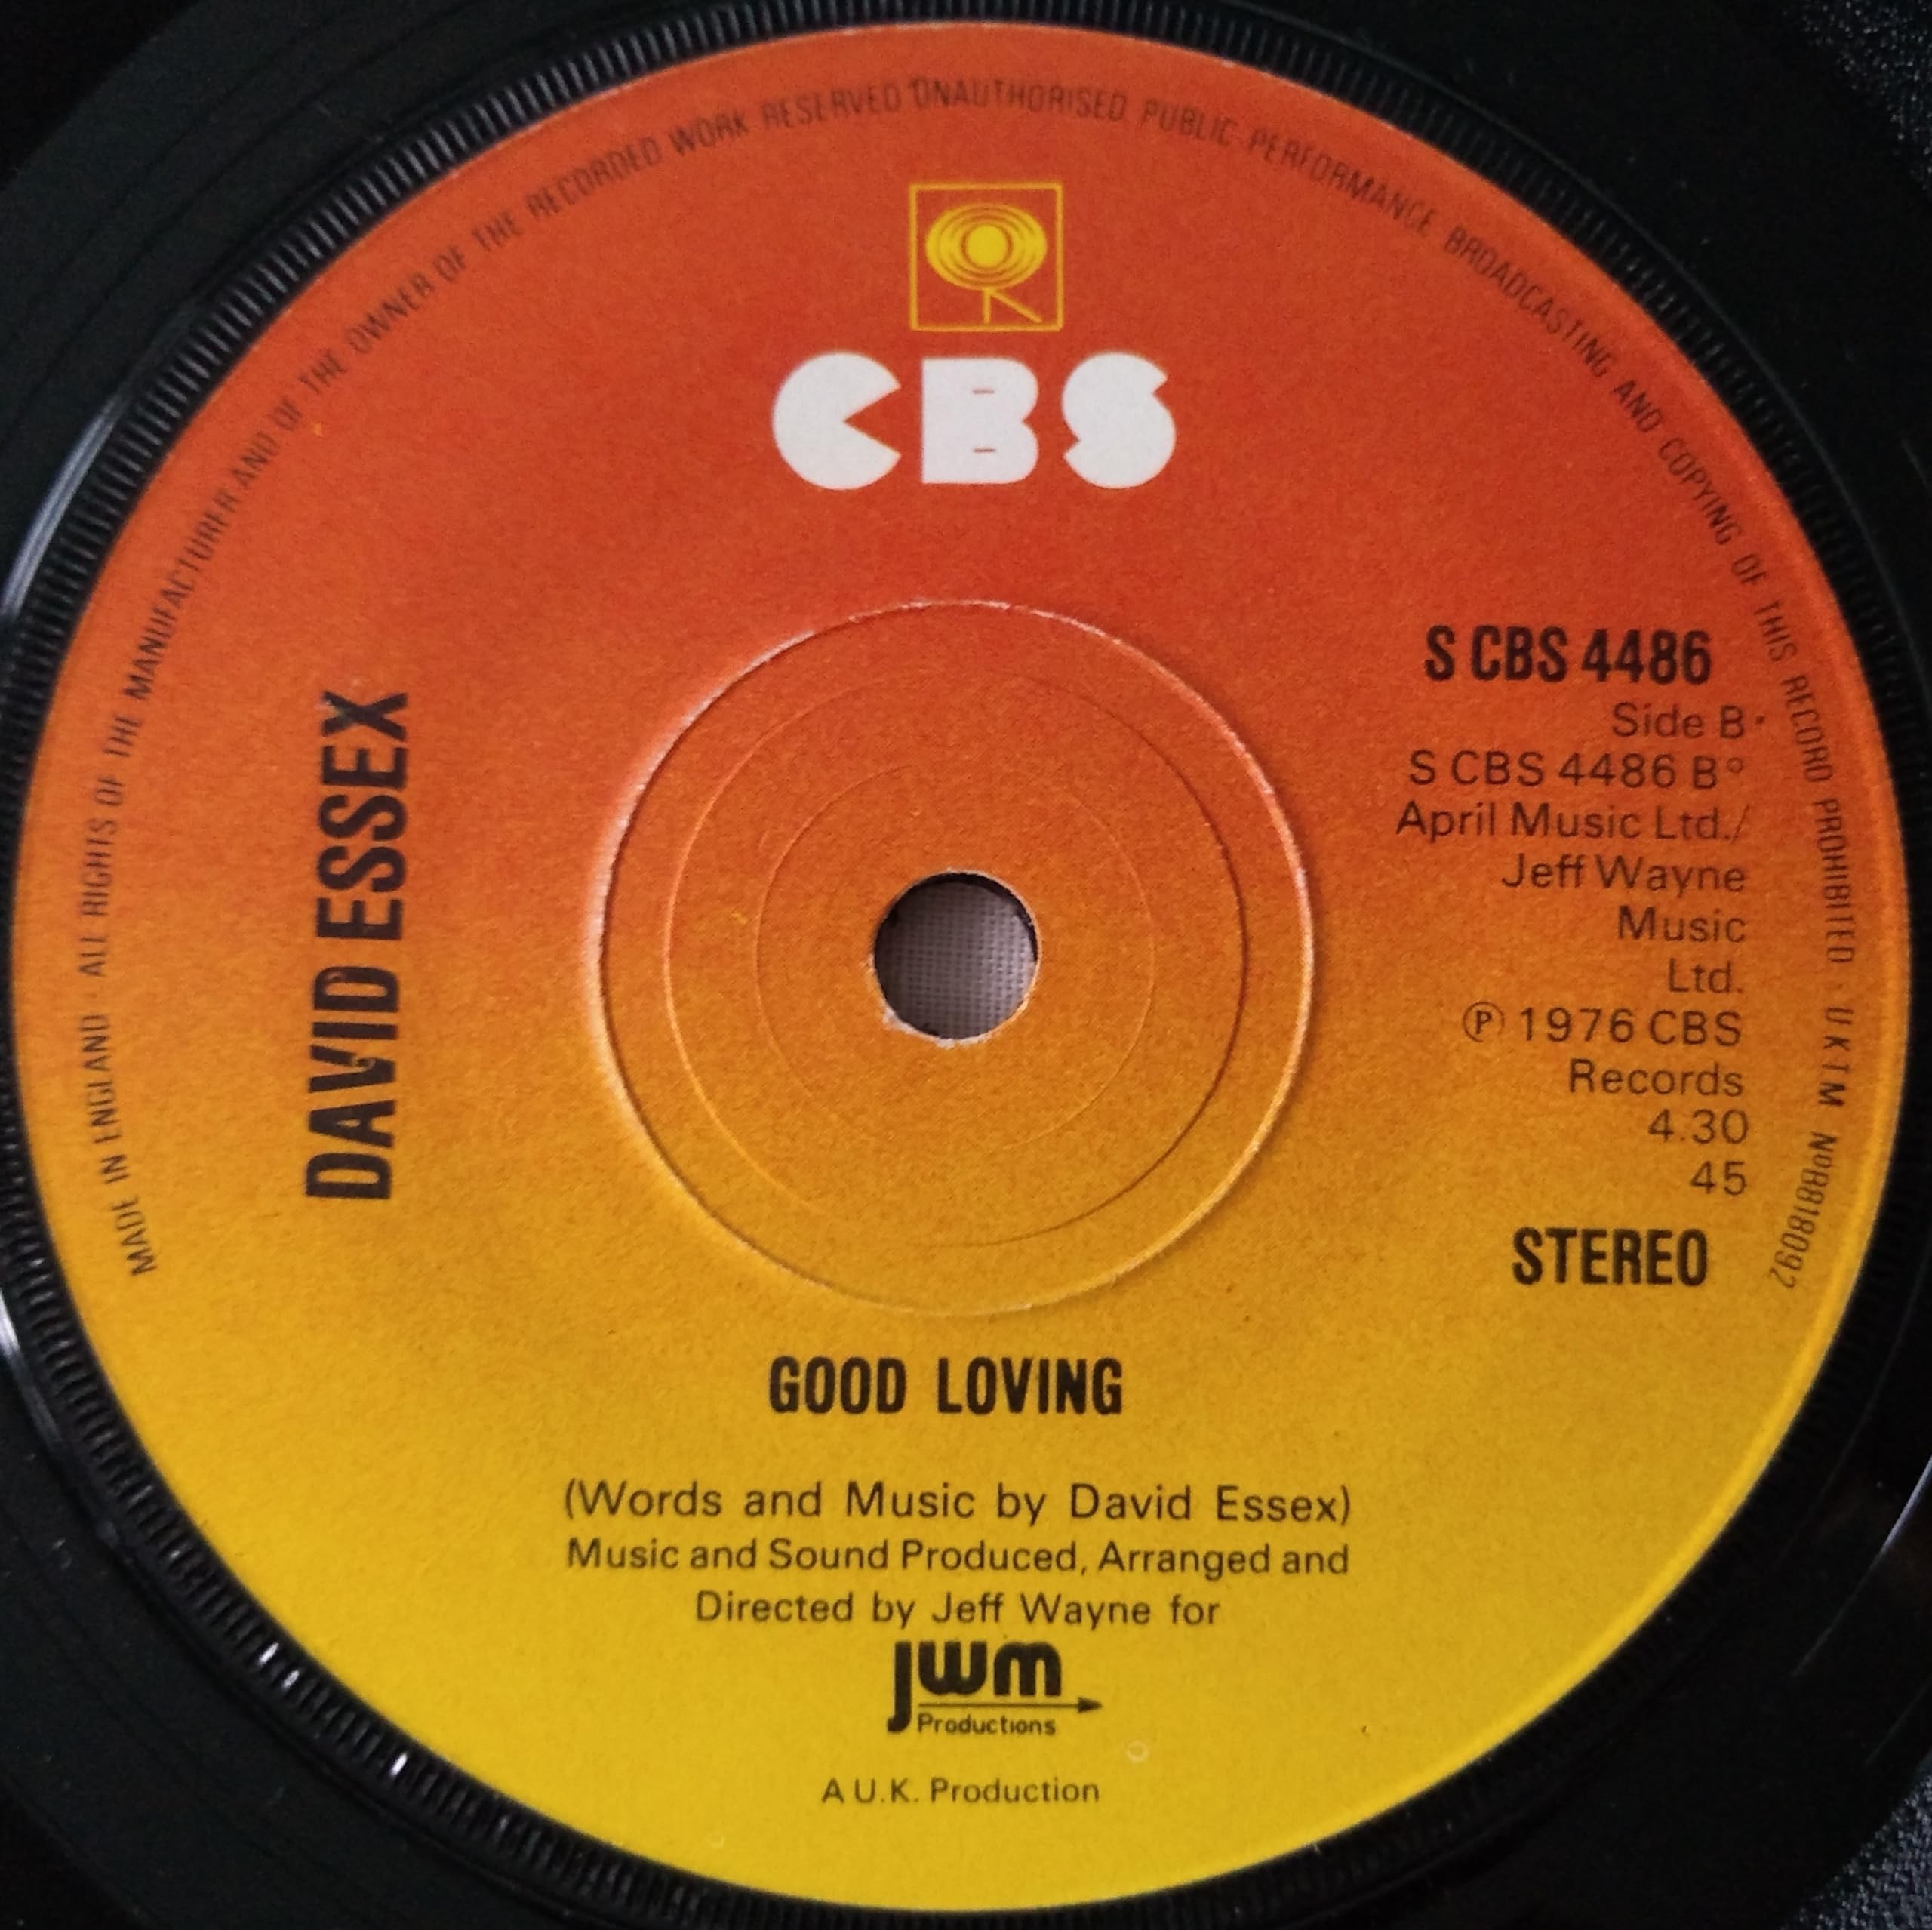 MADE IN ENGLAND · ALL RIGHTS OF THE MANUFACTURER AND OF THE OWNER OF THE RECORDED WORK RESERVED UNAUTHORISED PUBLIC PERFORMANCE BROADCASTING AND COPYING OF THIS RECORD PROHIBITED · UKTM NoB818092
CBS
DAVID ESSEX
S CBS 4486
Side B·
S CBS 4486 B°
April Music Ltd./
Jeff Wayne
Music
Ltd.
℗ 1976 CBS
Records
4.30
45
STEREO
GOOD LOVING
(Words and Music by David Essex)
Music and Sound Produced, Arranged and
Directed by Jeff Wayne for
jwm
Productions
A U.K. Production